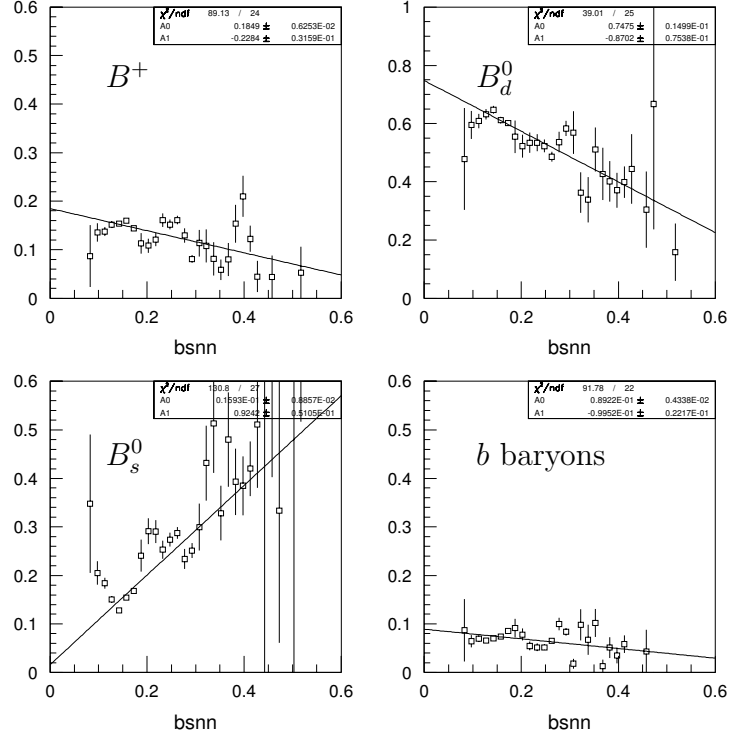 χ²/ndf 89.13 / 24
A0 0.1849 ± 0.6253E-02
A1 -0.2284 ± 0.3159E-01
B⁺
0.6
0.5
0.4
0.3
0.2
0.1
0
0 0.2 0.4 0.6
bsnn
χ²/ndf 39.01 / 25
A0 0.7475 ± 0.1499E-01
A1 -0.8702 ± 0.7538E-01
B⁰d
1
0.8
0.6
0.4
0.2
0
0 0.2 0.4 0.6
bsnn
χ²/ndf 130.8 / 27
A0 0.1593E-01 ± 0.8857E-02
A1 0.9242 ± 0.5105E-01
B⁰s
0.6
0.5
0.4
0.3
0.2
0.1
0
0 0.2 0.4 0.6
bsnn
χ²/ndf 91.78 / 22
A0 0.8922E-01 ± 0.4338E-02
A1 -0.9952E-01 ± 0.2217E-01
b baryons
0.6
0.5
0.4
0.3
0.2
0.1
0
0 0.2 0.4 0.6
bsnn